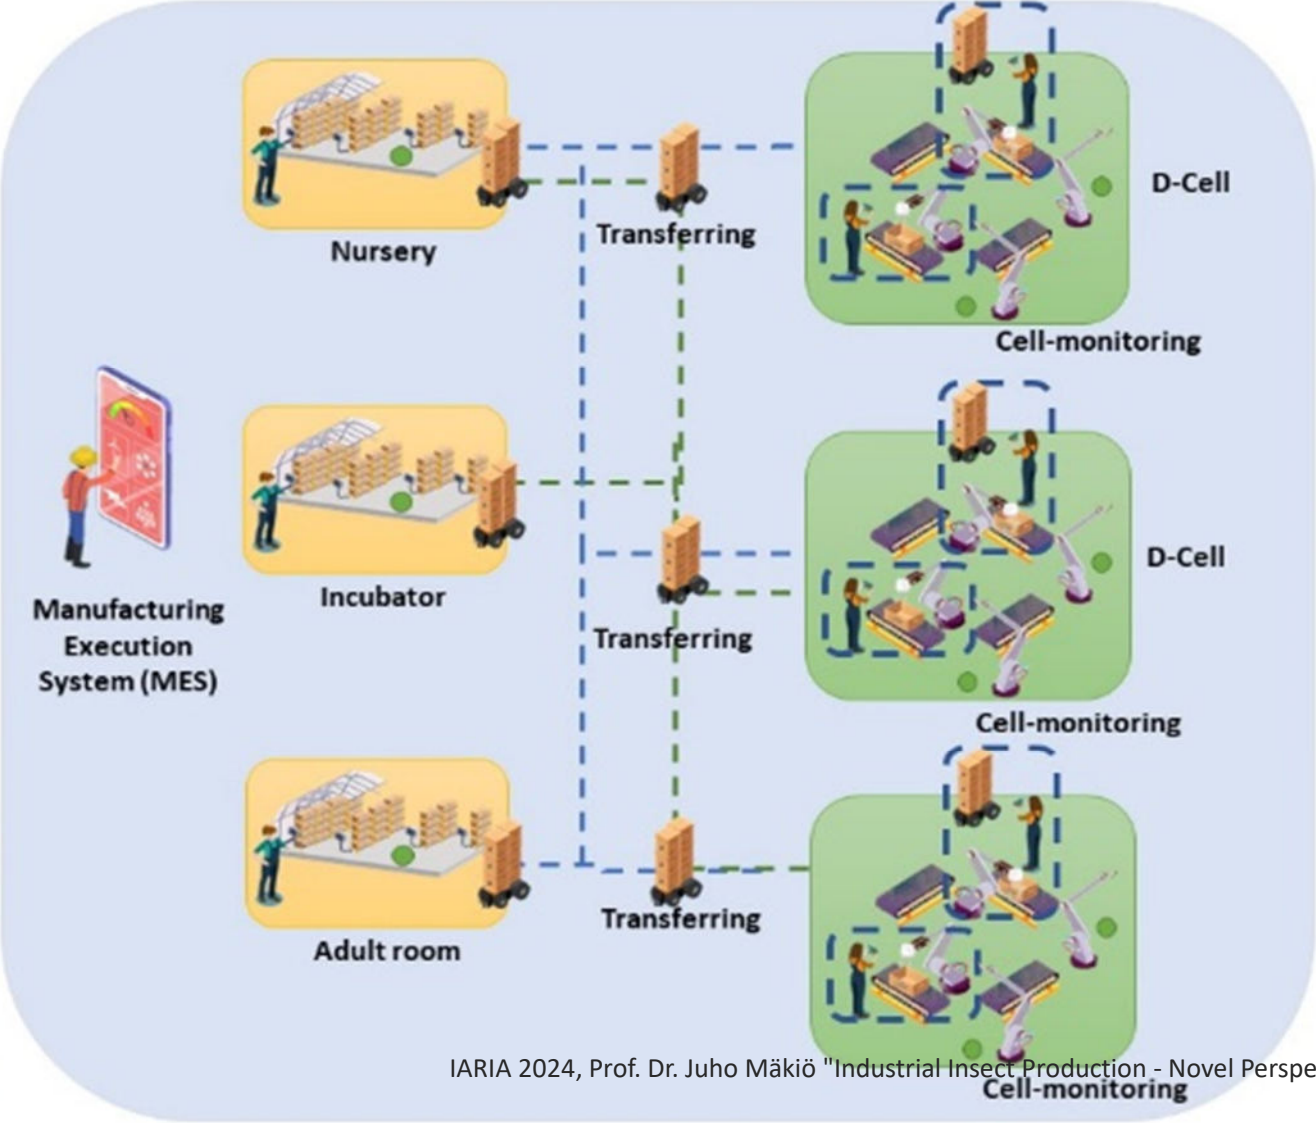 D-Cell
Transferring
Nursery
Cell-monitoring
D-Cell
Incubator
Manufacturing
Execution
System (MES)
Transferring
Cell-monitoring
Transferring
Adult room
IARIA 2024, Prof. Dr. Juho Mäkiö "Industrial Insect Production - Novel Perspe
Cell-monitoring